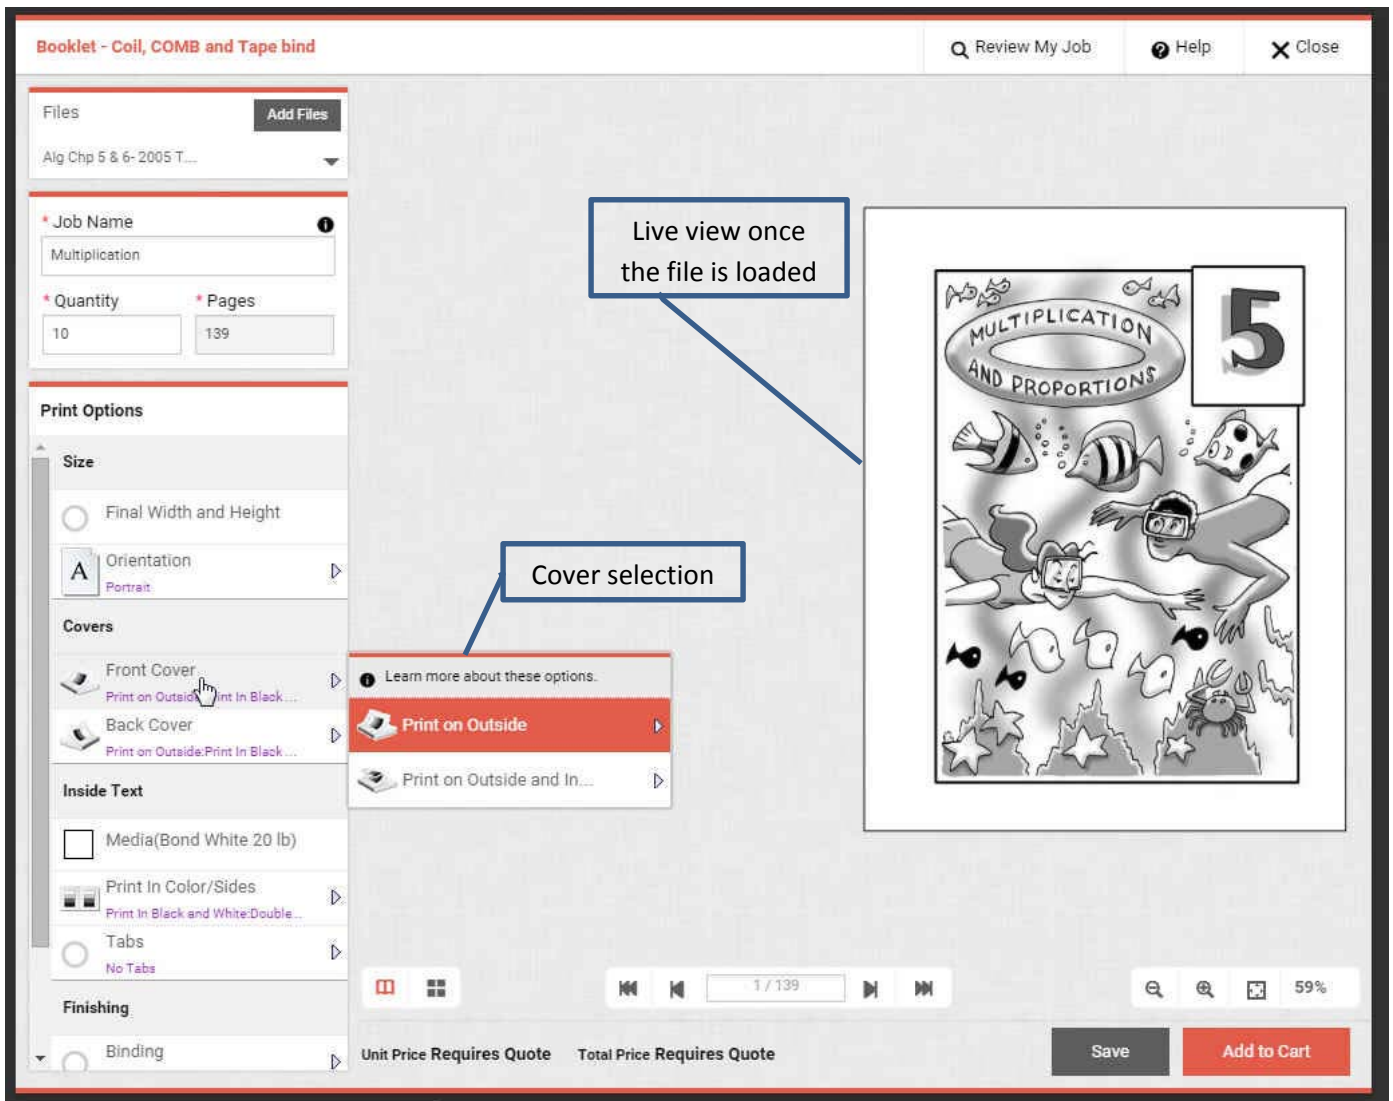 Booklet - Coil, COMB and Tape bind
Review My Job
Help
Close
Files
Add Files
Alg Chp 5 & 6- 2005 T...
* Job Name
Multiplication
* Quantity
* Pages
10
139
Print Options
Size
Final Width and Height
A
Orientation
Portrait
Covers
Front Cover
Print on Outside:Print In Black ...
Back Cover
Print on Outside:Print In Black ...
Inside Text
Media(Bond White 20 lb)
Print In Color/Sides
Print In Black and White:Double...
Tabs
No Tabs
Finishing
Binding
Live view once
the file is loaded
Cover selection
Learn more about these options.
Print on Outside
Print on Outside and In...
MULTIPLICATION
AND PROPORTIONS
5
1 / 139
59%
Unit Price Requires Quote
Total Price Requires Quote
Save
Add to Cart